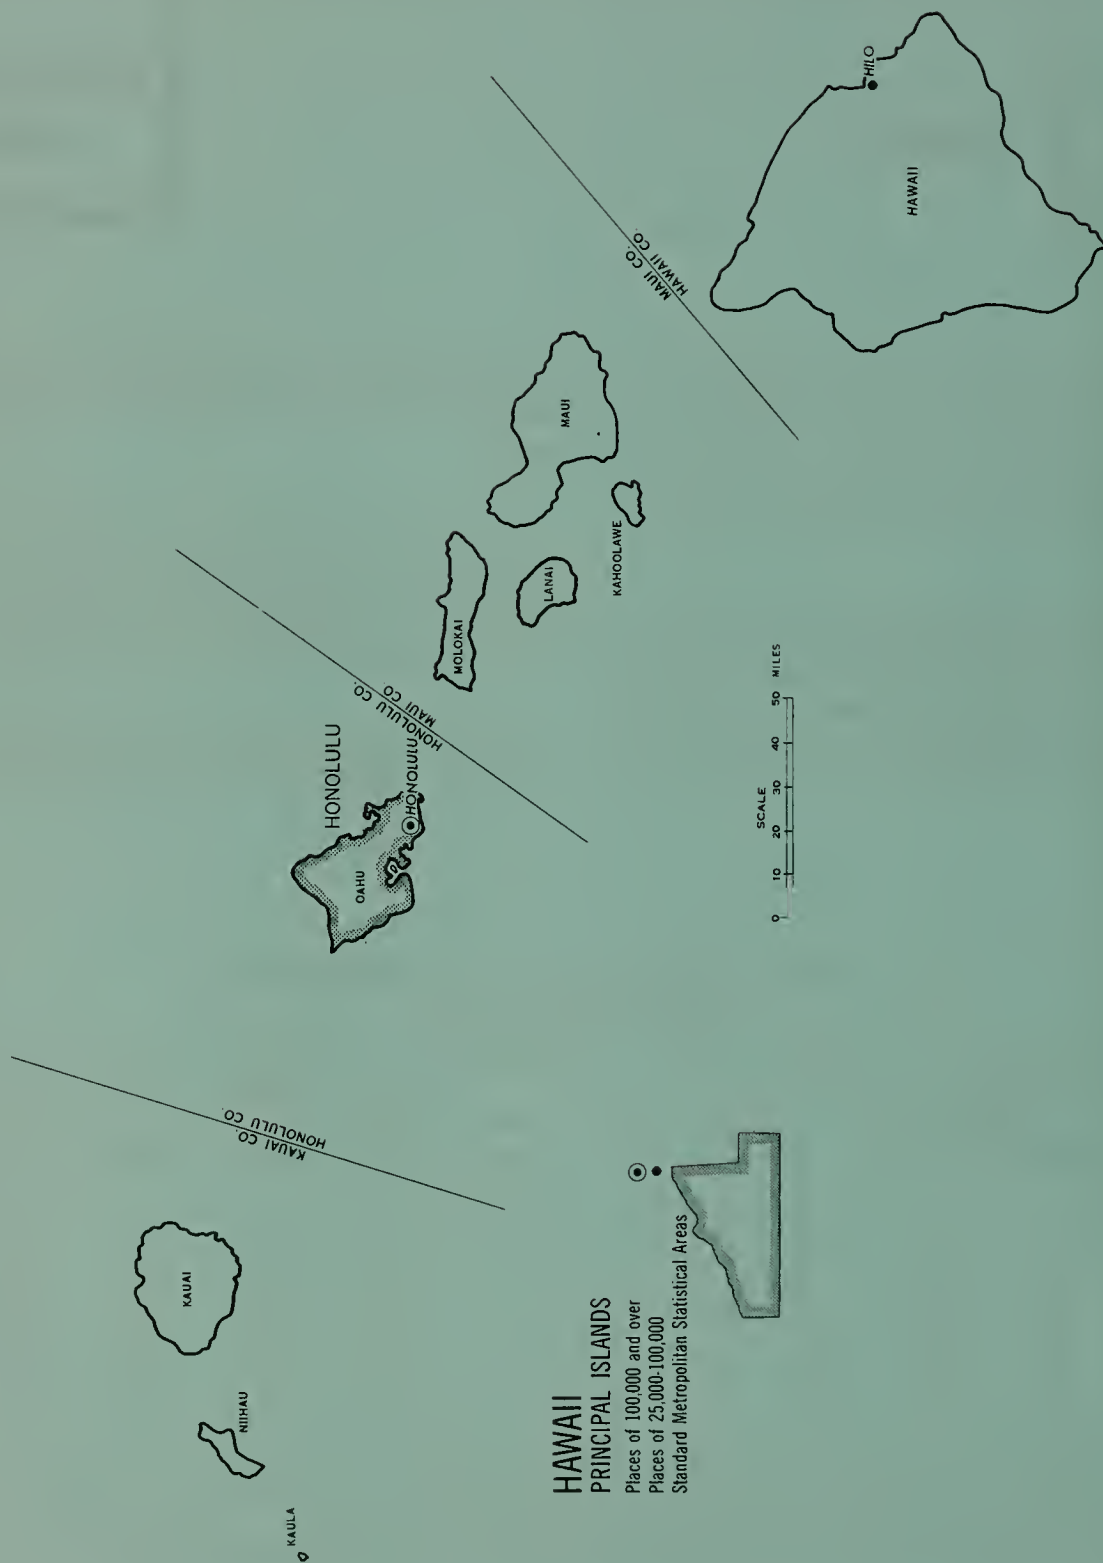 HAWAII
PRINCIPAL ISLANDS
Places of 100,000 and over
Places of 25,000-100,000
Standard Metropolitan Statistical Areas
KAULA
NIIHAU
KAUAI
KAUAI CO.
HONOLULU CO.
OAHU
HONOLULU
HONOLULU
HONOLULU CO.
MAUI CO.
MOLOKAI
LANAI
KAHOOLAWE
MAUI
MAUI CO.
HAWAII CO.
HAWAII
HILO
SCALE
0 10 20 30 40 50 MILES